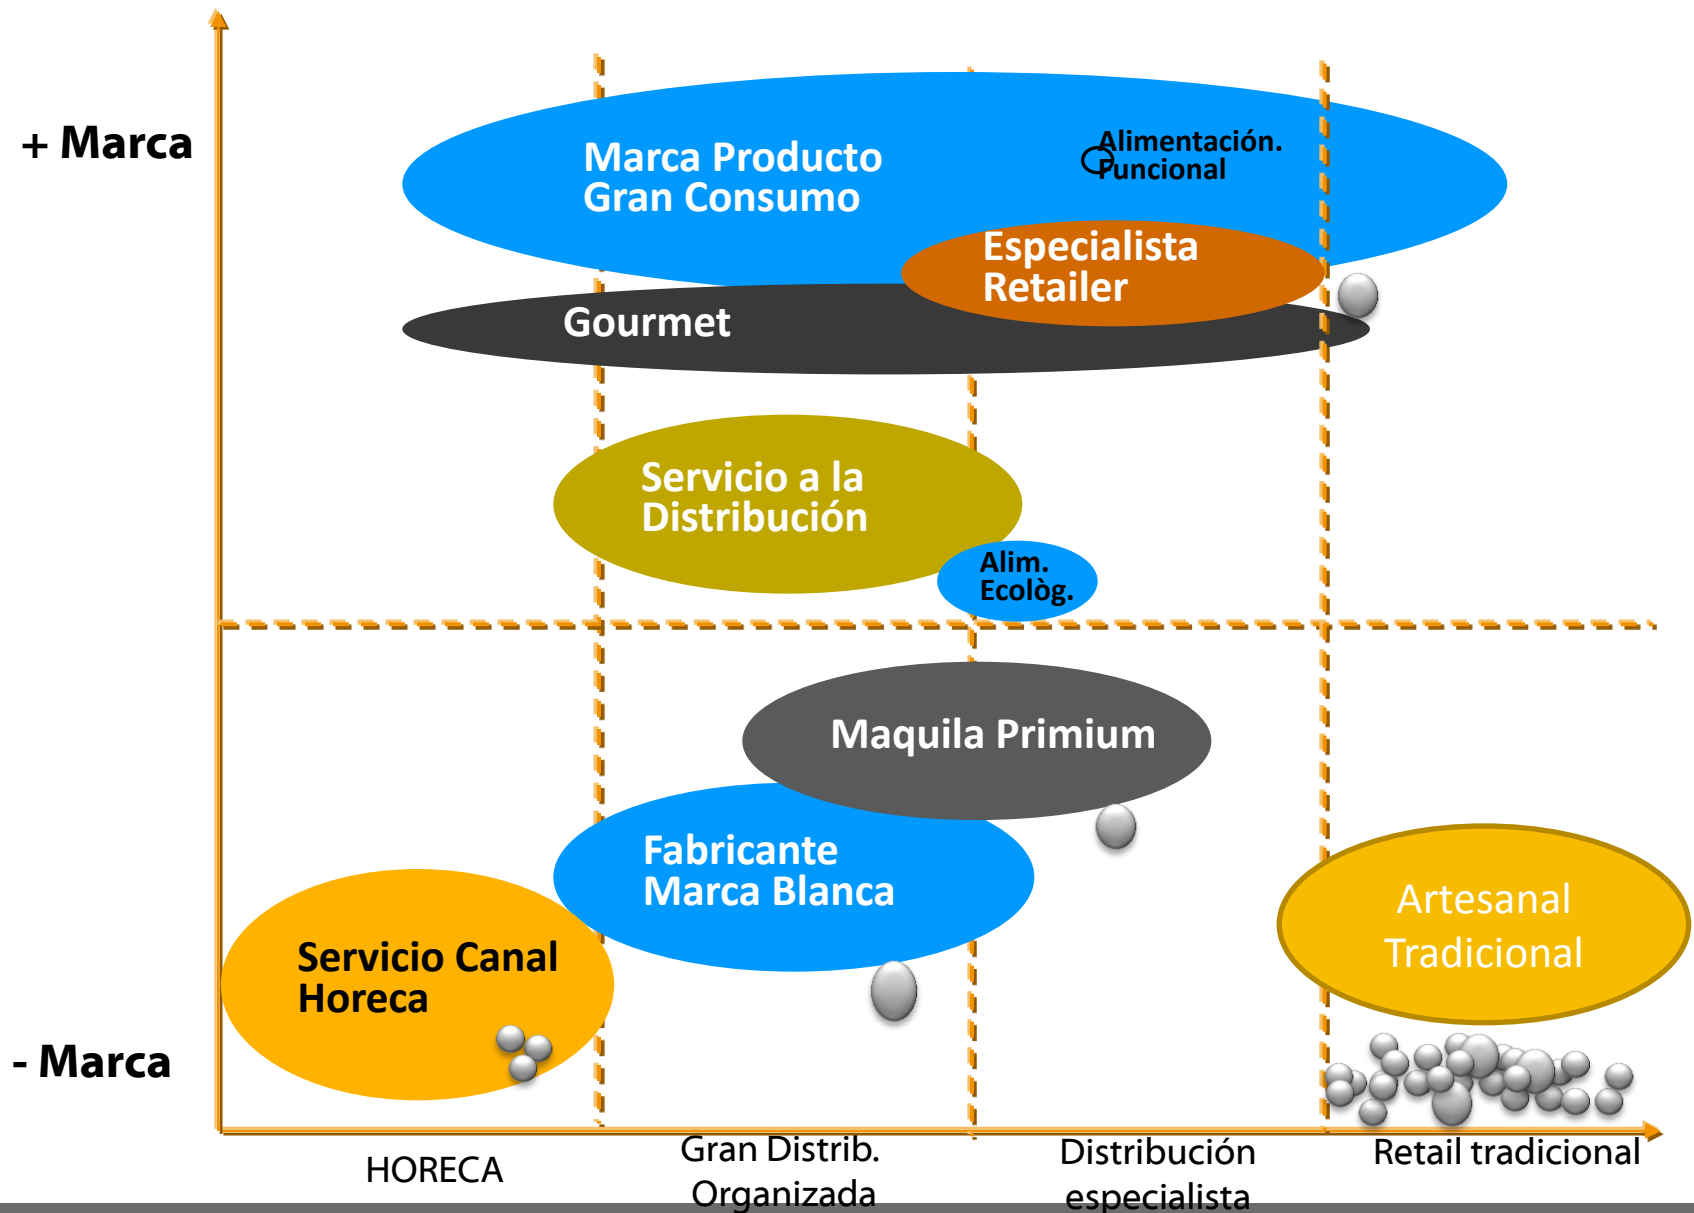 + Marca
Marca Producto
Gran Consumo
Alimentación.
Funcional
Especialista
Retailer
Gourmet
Servicio a la
Distribución
Alim.
Ecològ.
Maquila Primium
Fabricante
Marca Blanca
Artesanal
Tradicional
Servicio Canal
Horeca
- Marca
HORECA
Gran Distrib.
Organizada
Distribución
especialista
Retail tradicional